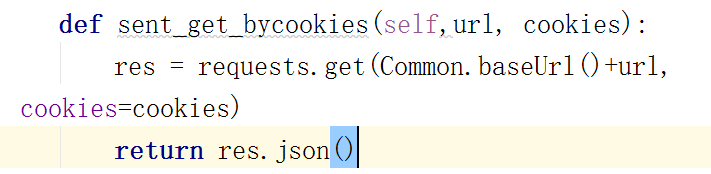 def sent_get_bycookies(self,url, cookies):
res = requests.get(Common.baseUrl()+url,
cookies=cookies)
return res.json()